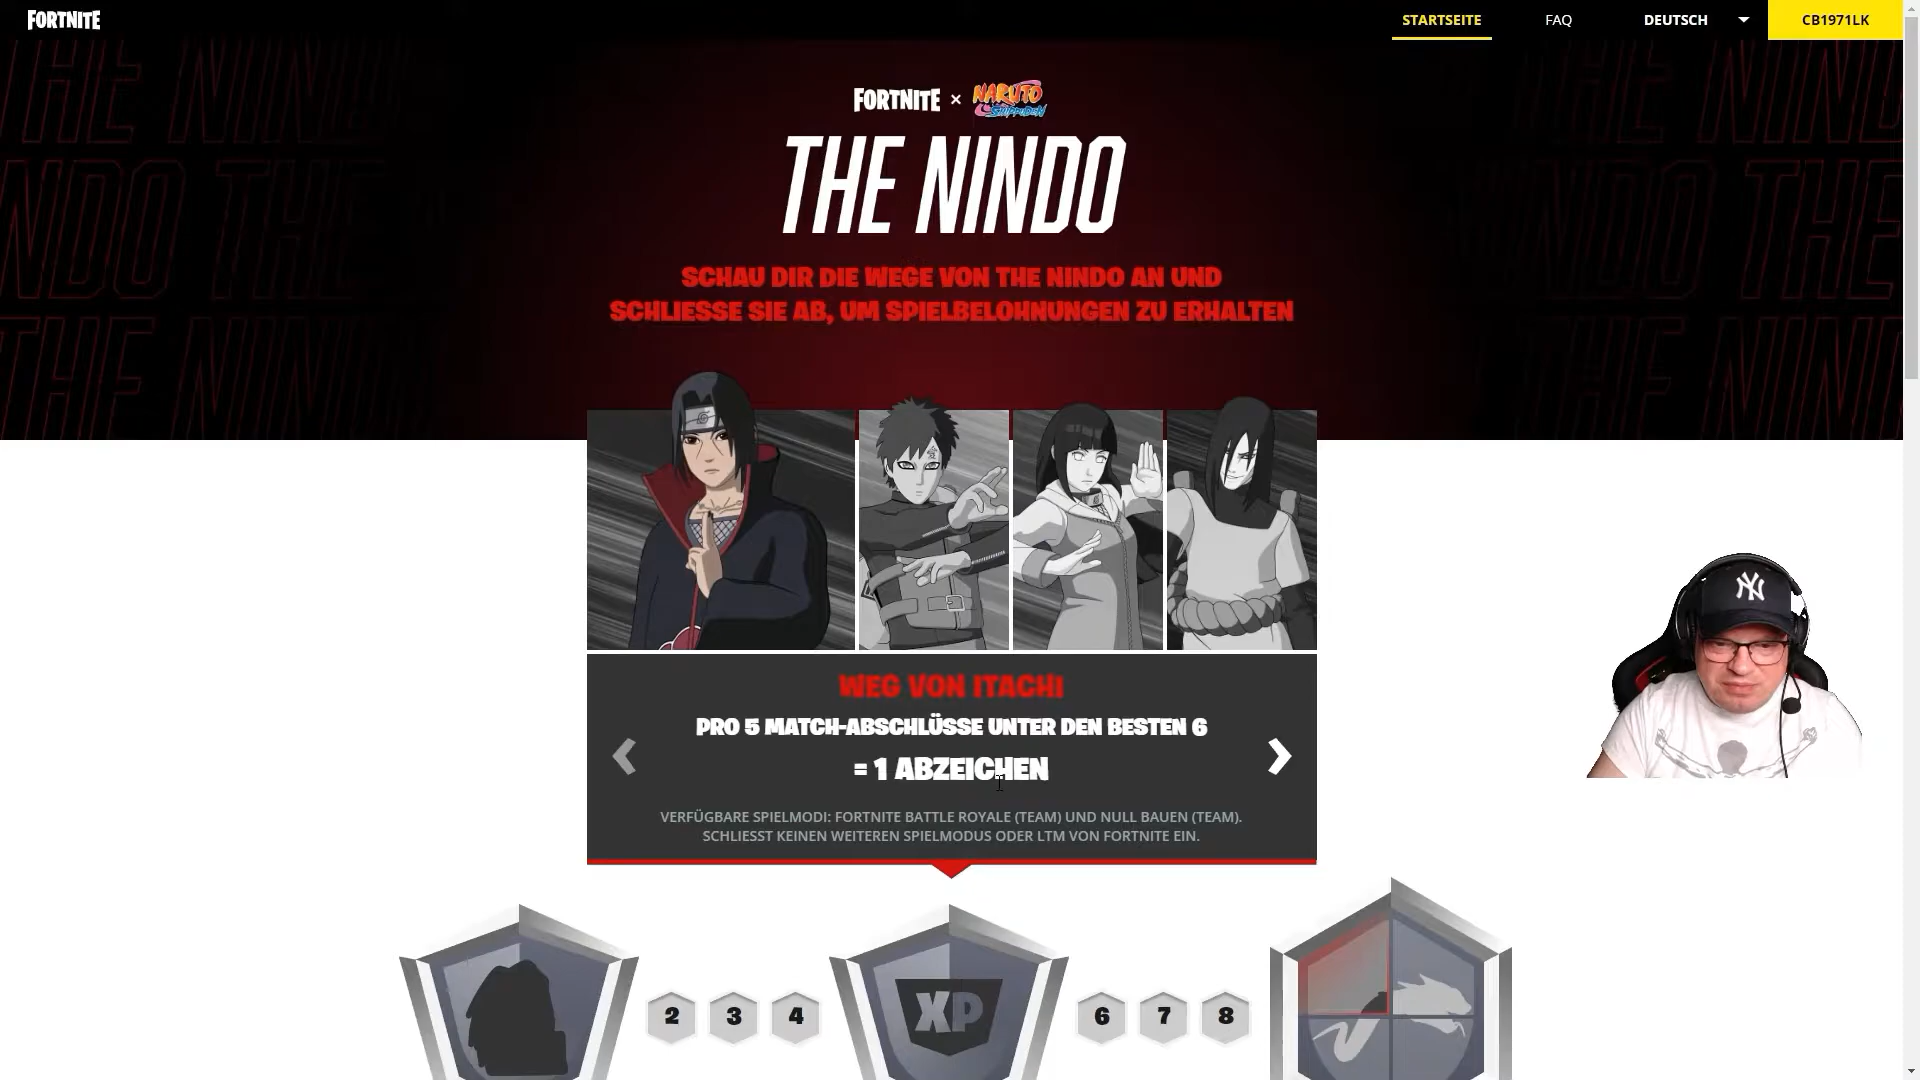 FORTNITE
STARTSEITE
FAQ
DEUTSCH
CB1971LK
FORTNITE × NARUTO SHIPPUDEN
THE NINDO
SCHAU DIR DIE WEGE VON THE NINDO AN UND
SCHLIESSE SIE AB, UM SPIELBELOHNUNGEN ZU ERHALTEN
WEG VON ITACHI
PRO 5 MATCH-ABSCHLÜSSE UNTER DEN BESTEN 6
= 1 ABZEICHEN
VERFÜGBARE SPIELMODI: FORTNITE BATTLE ROYALE (TEAM) UND NULL BAUEN (TEAM).
SCHLIESST KEINEN WEITEREN SPIELMODUS ODER LTM VON FORTNITE EIN.
2 3 4 XP 6 7 8
NY